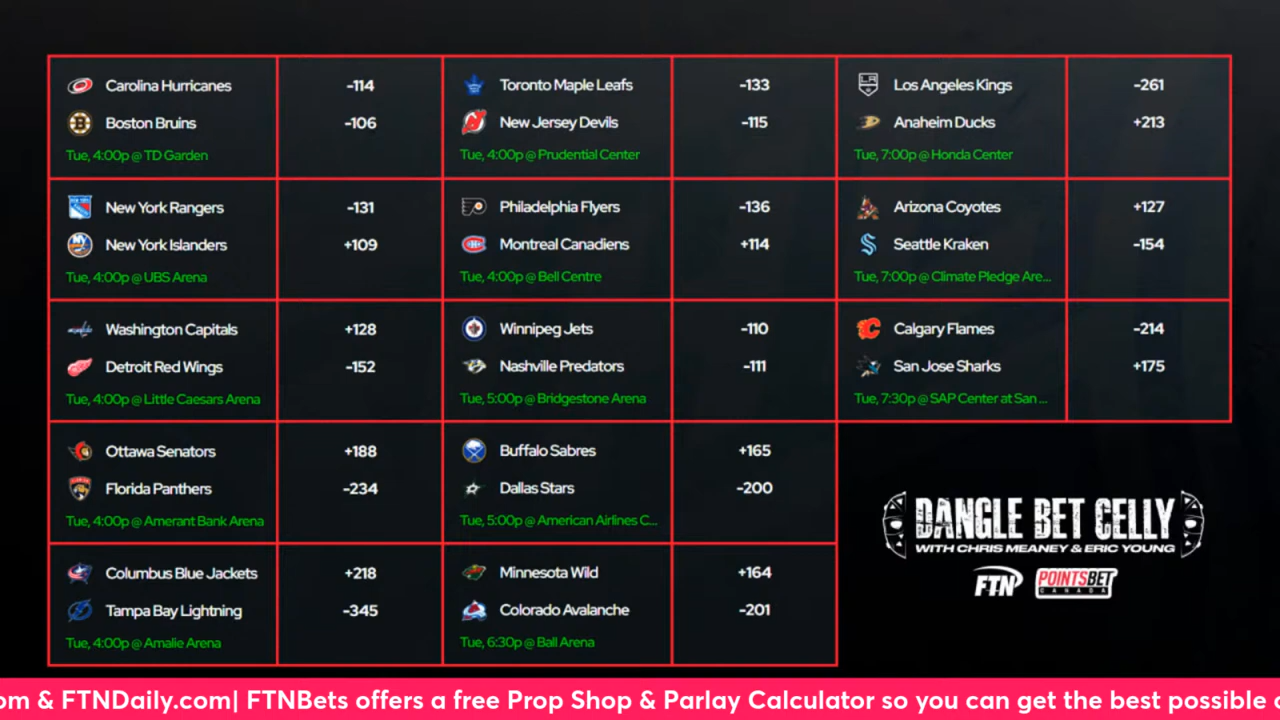 Carolina Hurricanes -114
Boston Bruins -106
Tue, 4:00p @ TD Garden
New York Rangers -131
New York Islanders +109
Tue, 4:00p @ UBS Arena
Washington Capitals +128
Detroit Red Wings -152
Tue, 4:00p @ Little Caesars Arena
Ottawa Senators +188
Florida Panthers -234
Tue, 4:00p @ Amerant Bank Arena
Columbus Blue Jackets +218
Tampa Bay Lightning -345
Tue, 4:00p @ Amalie Arena
Toronto Maple Leafs -133
New Jersey Devils -115
Tue, 4:00p @ Prudential Center
Philadelphia Flyers -136
Montreal Canadiens +114
Tue, 4:00p @ Bell Centre
Winnipeg Jets -110
Nashville Predators -111
Tue, 5:00p @ Bridgestone Arena
Buffalo Sabres +165
Dallas Stars -200
Tue, 5:00p @ American Airlines C...
Minnesota Wild +164
Colorado Avalanche -201
Tue, 6:30p @ Ball Arena
Los Angeles Kings -261
Anaheim Ducks +213
Tue, 7:00p @ Honda Center
Arizona Coyotes +127
Seattle Kraken -154
Tue, 7:00p @ Climate Pledge Are...
Calgary Flames -214
San Jose Sharks +175
Tue, 7:30p @ SAP Center at San ...
DANGLE BET CELLY
WITH CHRIS MEANEY & ERIC YOUNG
FTN POINTSBET
CANADA
om & FTNDaily.com| FTNBets offers a free Prop Shop & Parlay Calculator so you can get the best possible